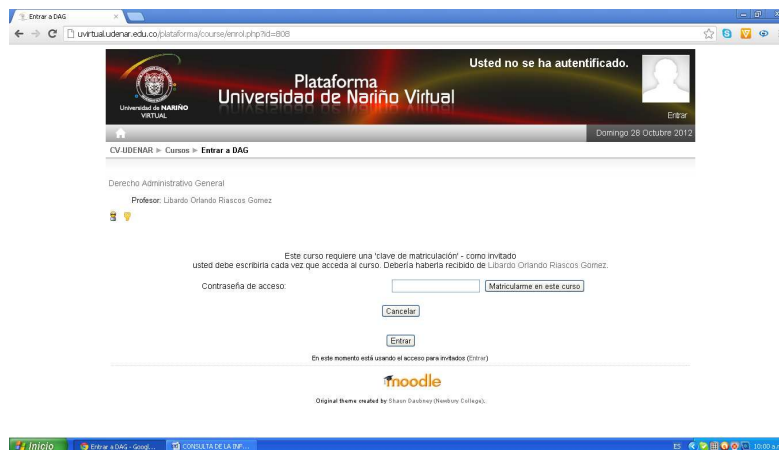 Entrar a DAG
uvirtual.udenar.edu.co/plataforma/course/enrol.php?id=808
Usted no se ha autentificado.
Plataforma
Universidad de Nariño Virtual
Universidad de NARIÑO
VIRTUAL
Entrar
Domingo 28 Octubre 2012
CV-UDENAR ► Cursos ► Entrar a DAG
Derecho Administrativo General
Profesor: Libardo Orlando Riascos Gomez
Este curso requiere una 'clave de matriculación' - como invitado
usted debe escribirla cada vez que acceda al curso. Debería haberla recibido de Libardo Orlando Riascos Gomez.
Contraseña de acceso: Matricularme en este curso
Cancelar
Entrar
En este momento está usando el acceso para invitados (Entrar)
moodle
Original theme created by Shaun Daubney (Newbury College).
Inicio Entrar a DAG - Googl... CONSULTA DE LA INF... ES 10:00 a.m.